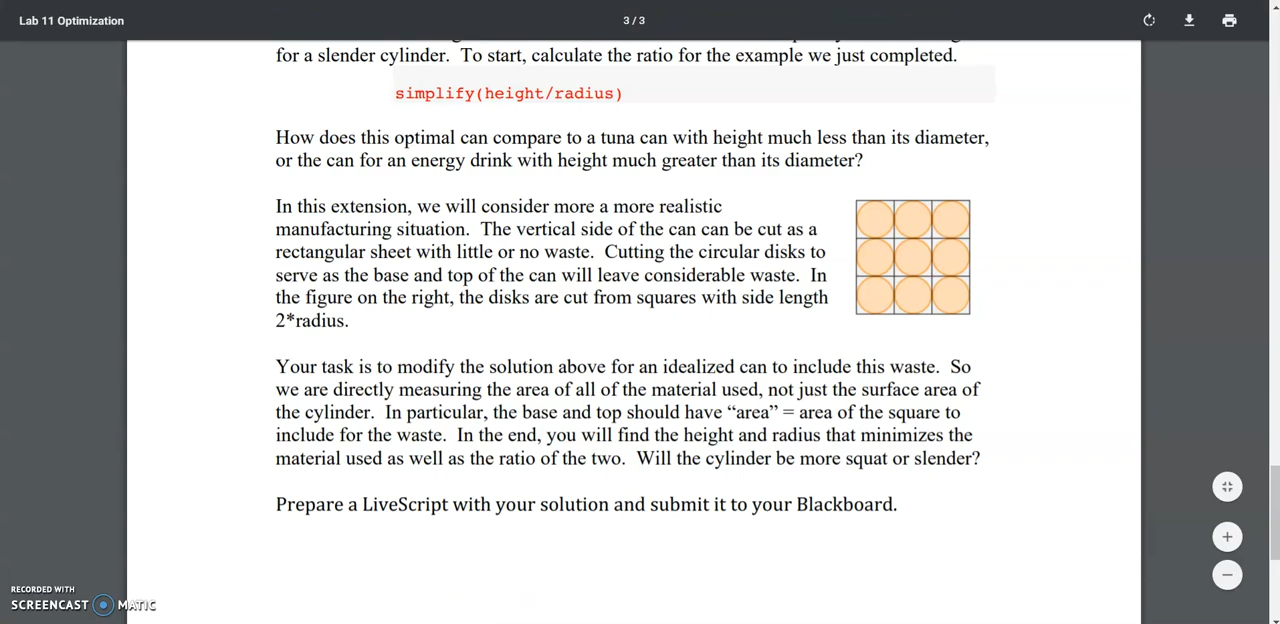 Lab 11 Optimization
3 / 3
for a slender cylinder. To start, calculate the ratio for the example we just completed.
simplify(height/radius)
How does this optimal can compare to a tuna can with height much less than its diameter,
or the can for an energy drink with height much greater than its diameter?
In this extension, we will consider more a more realistic
manufacturing situation. The vertical side of the can can be cut as a
rectangular sheet with little or no waste. Cutting the circular disks to
serve as the base and top of the can will leave considerable waste. In
the figure on the right, the disks are cut from squares with side length
2*radius.
Your task is to modify the solution above for an idealized can to include this waste. So
we are directly measuring the area of all of the material used, not just the surface area of
the cylinder. In particular, the base and top should have “area” = area of the square to
include for the waste. In the end, you will find the height and radius that minimizes the
material used as well as the ratio of the two. Will the cylinder be more squat or slender?
Prepare a LiveScript with your solution and submit it to your Blackboard.
RECORDED WITH
SCREENCAST MATIC